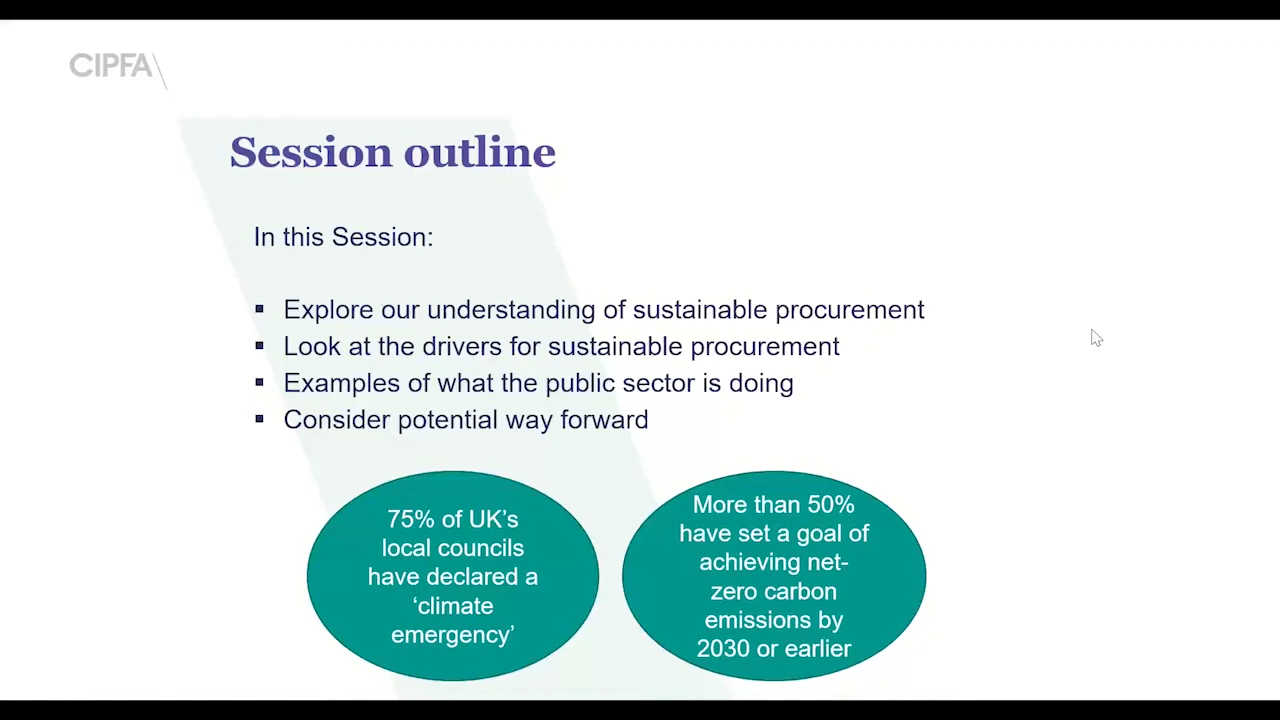 CIPFA
Session outline
In this Session:
▪ Explore our understanding of sustainable procurement
▪ Look at the drivers for sustainable procurement
▪ Examples of what the public sector is doing
▪ Consider potential way forward
75% of UK’s
local councils
have declared a
‘climate
emergency’
More than 50%
have set a goal of
achieving net-
zero carbon
emissions by
2030 or earlier